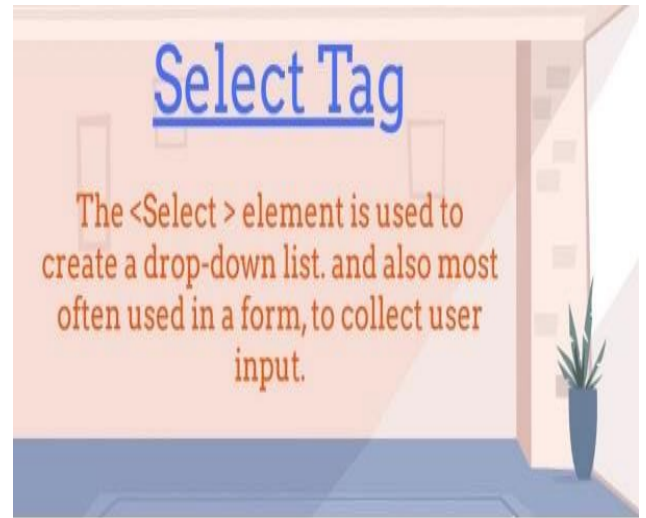 Select Tag
The <Select > element is used to
create a drop-down list. and also most
often used in a form, to collect user
input.